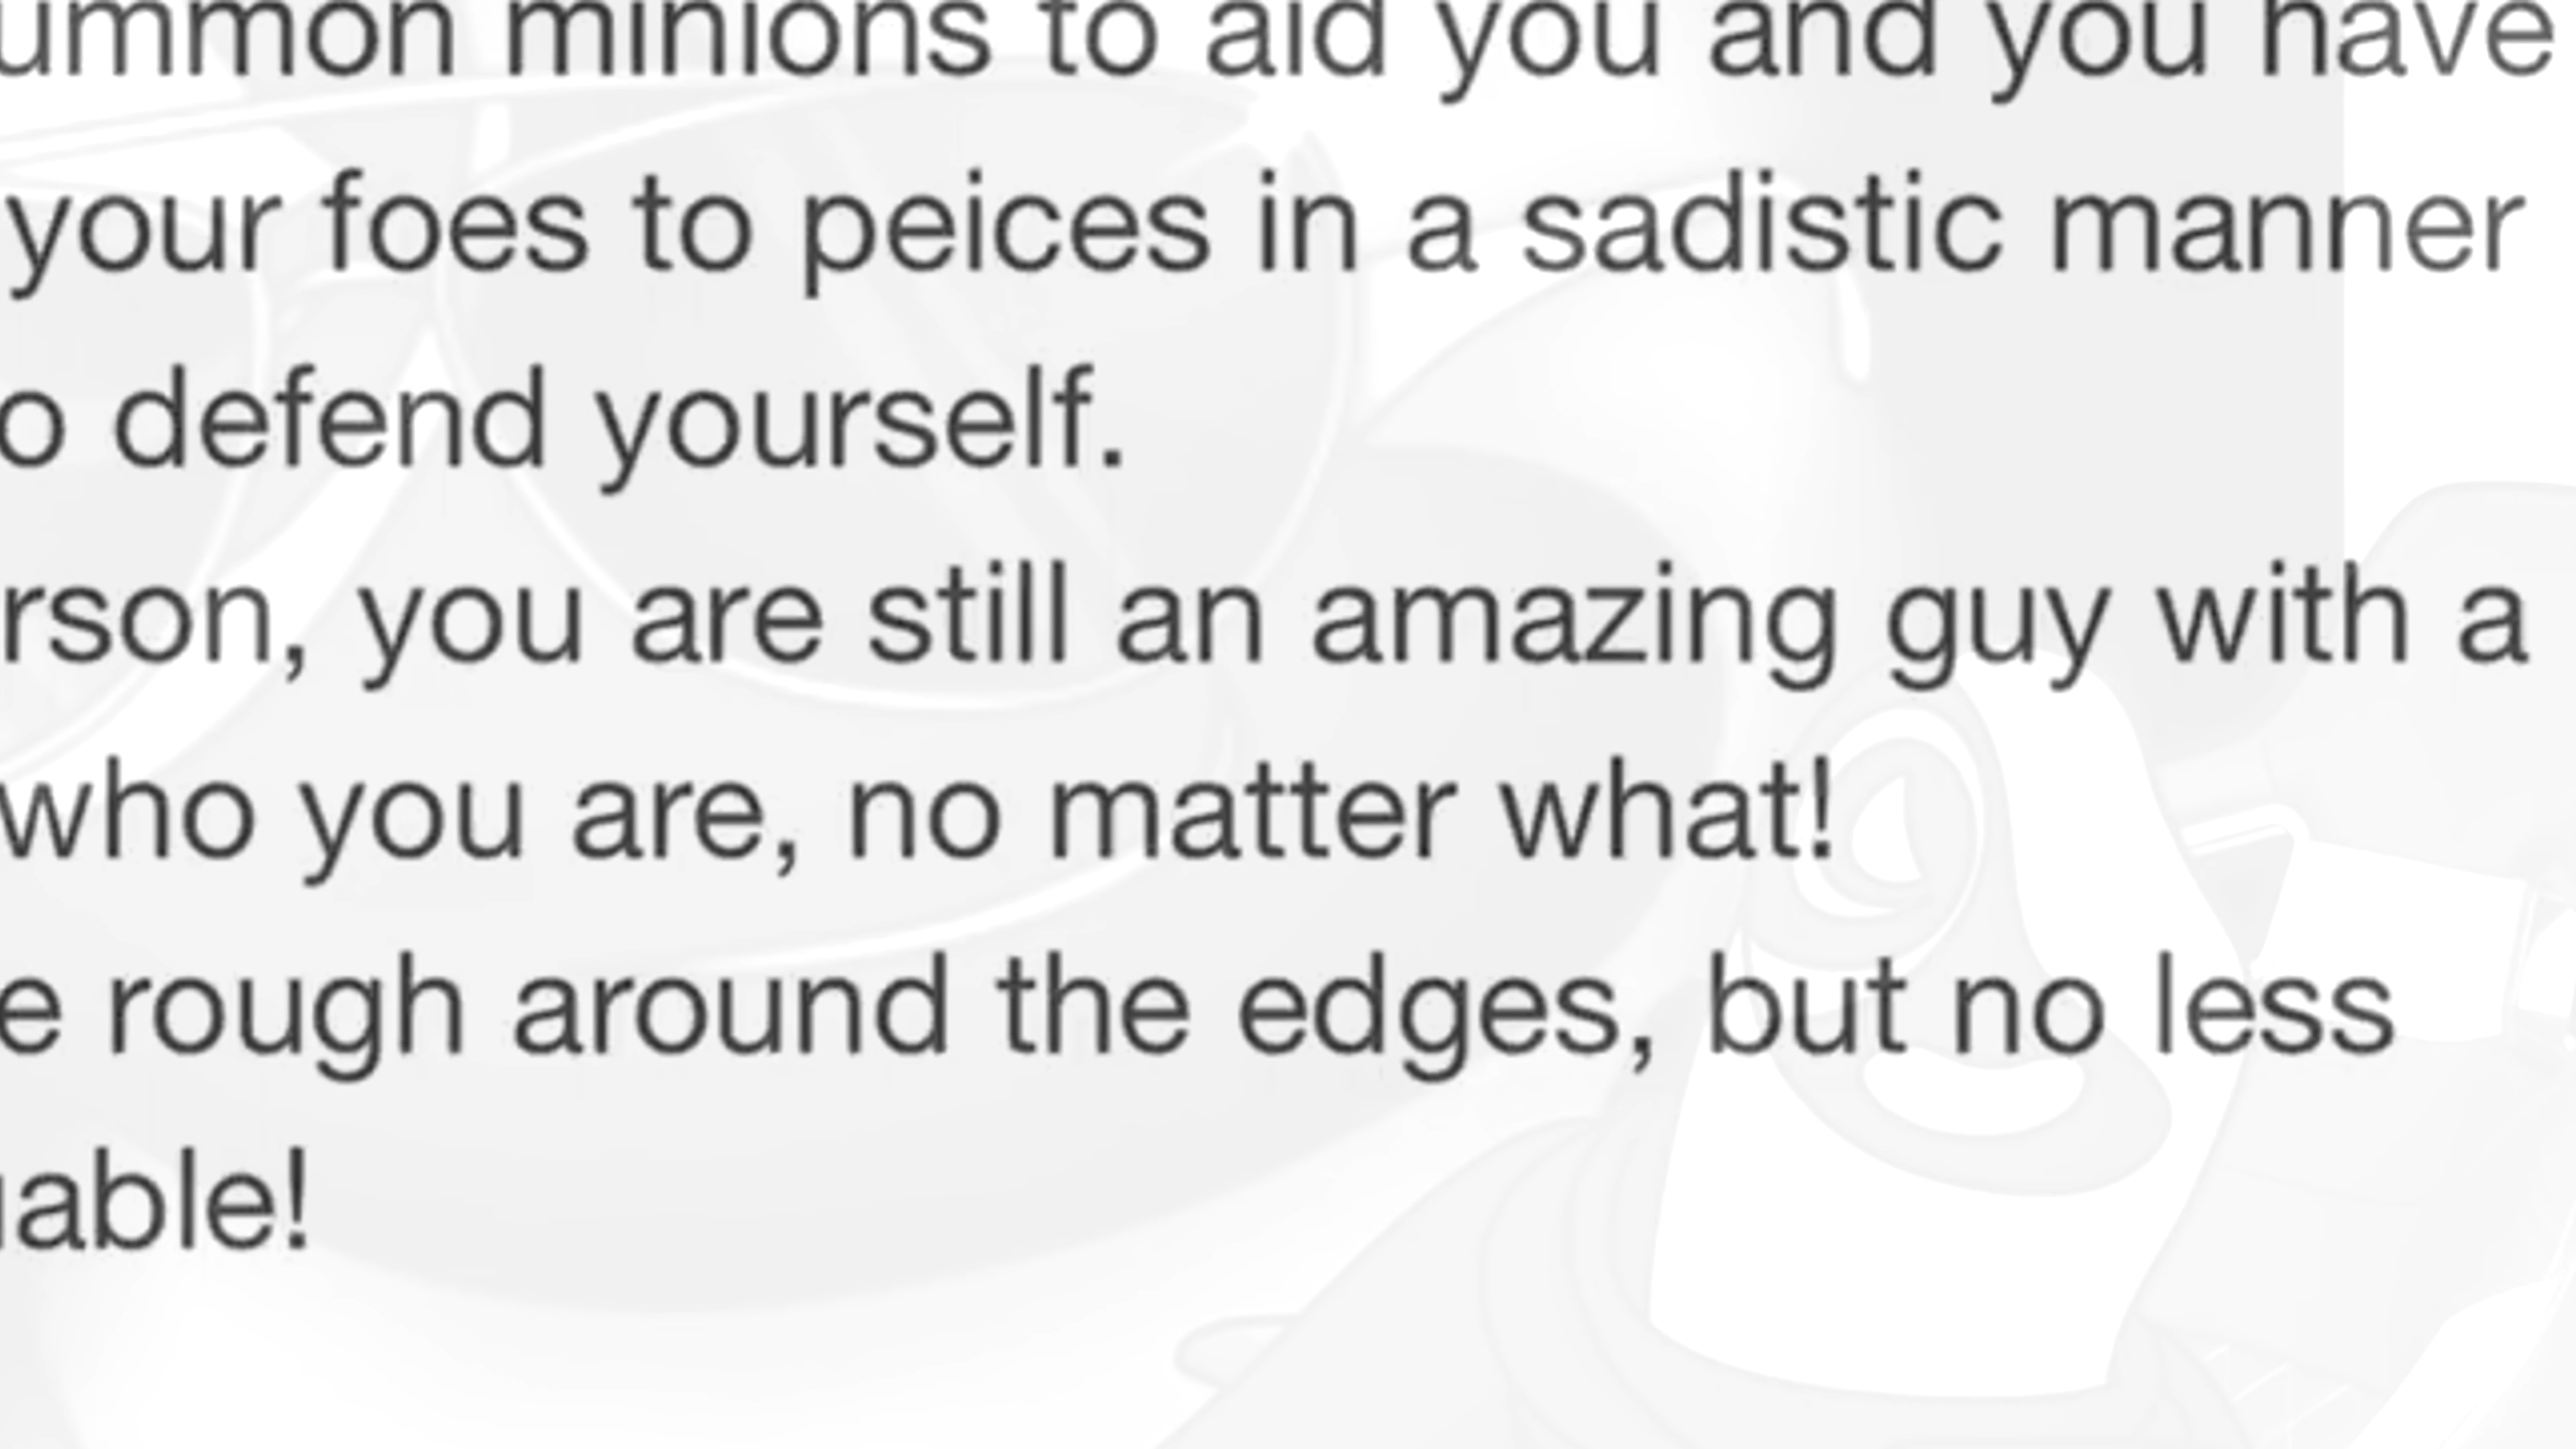 ummon minions to aid you and you have
your foes to peices in a sadistic manner
o defend yourself.
rson, you are still an amazing guy with a
who you are, no matter what!
e rough around the edges, but no less
able!